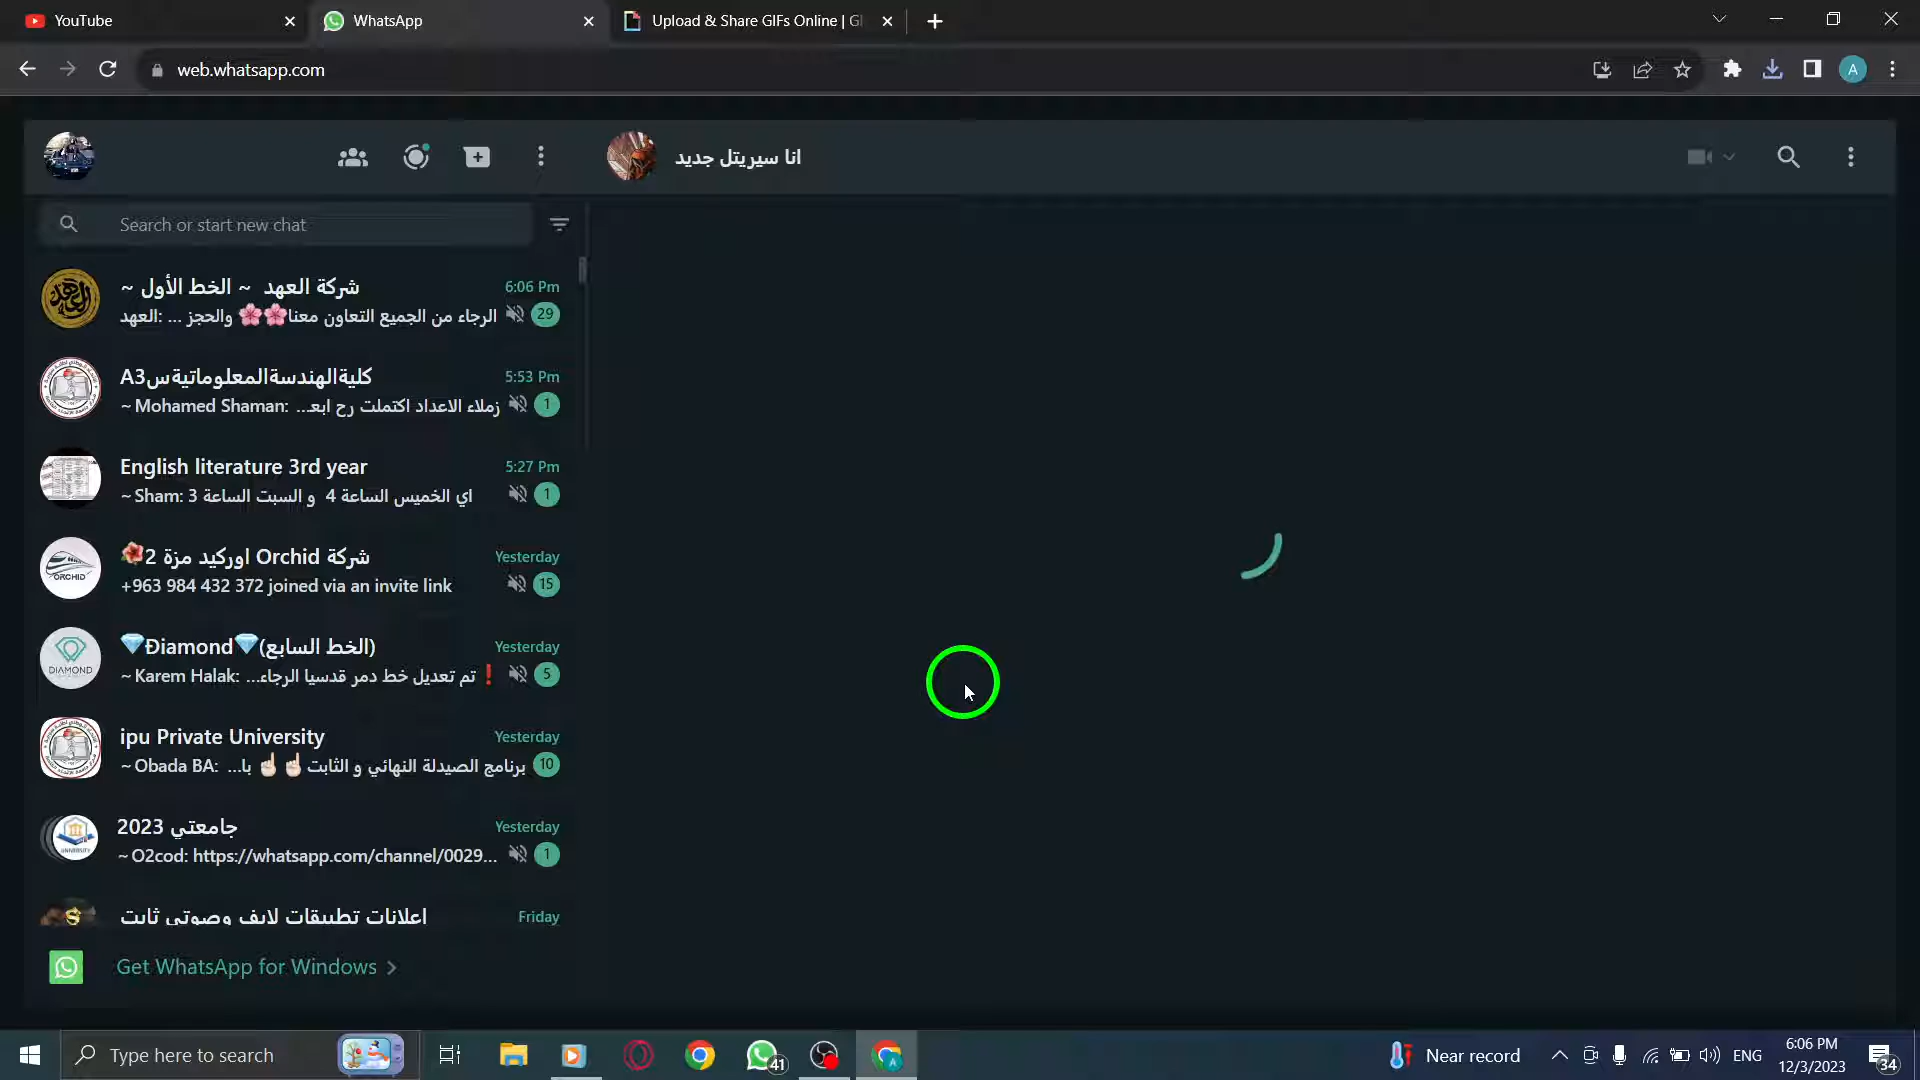 YouTube
WhatsApp
Upload & Share GIFs Online | GI
web.whatsapp.com
A
انا سيريتل جديد
Search or start new chat
~ شركة العهد ~ الخط الأول
6:06 Pm
العهد: ... الرجاء من الجميع التعاون معنا🌸🌸 والحجز
29
كليةالهندسةالمعلوماتيةسA3
5:53 Pm
~ Mohamed Shaman: زملاء الاعداد اكتملت رح ابعـ...
1
English literature 3rd year
5:27 Pm
~ Sham: اي الخميس الساعة 4 و السبت الساعة 3
1
شركة Orchid اوركيد مزة 2🌺
Yesterday
+963 984 432 372 joined via an invite link
15
ORCHID
💎Ðiamond💎(الخط السابع)
Yesterday
~ Karem Halak: ❗ تم تعديل خط دمر قدسيا الرجاء...
5
DIAMOND
ipu Private University
Yesterday
~ Obada BA: برنامج الصيدلة النهائي و الثابت☝🏻☝🏻 با...
10
جامعتي 2023
Yesterday
~ O2cod: https://whatsapp.com/channel/0029...
1
UNIVERSITY
اعلانات تطبيقات لايف وصوتي ثابت
Friday
Get WhatsApp for Windows
Type here to search
41
A
Near record
ENG
6:06 PM
12/3/2023
34